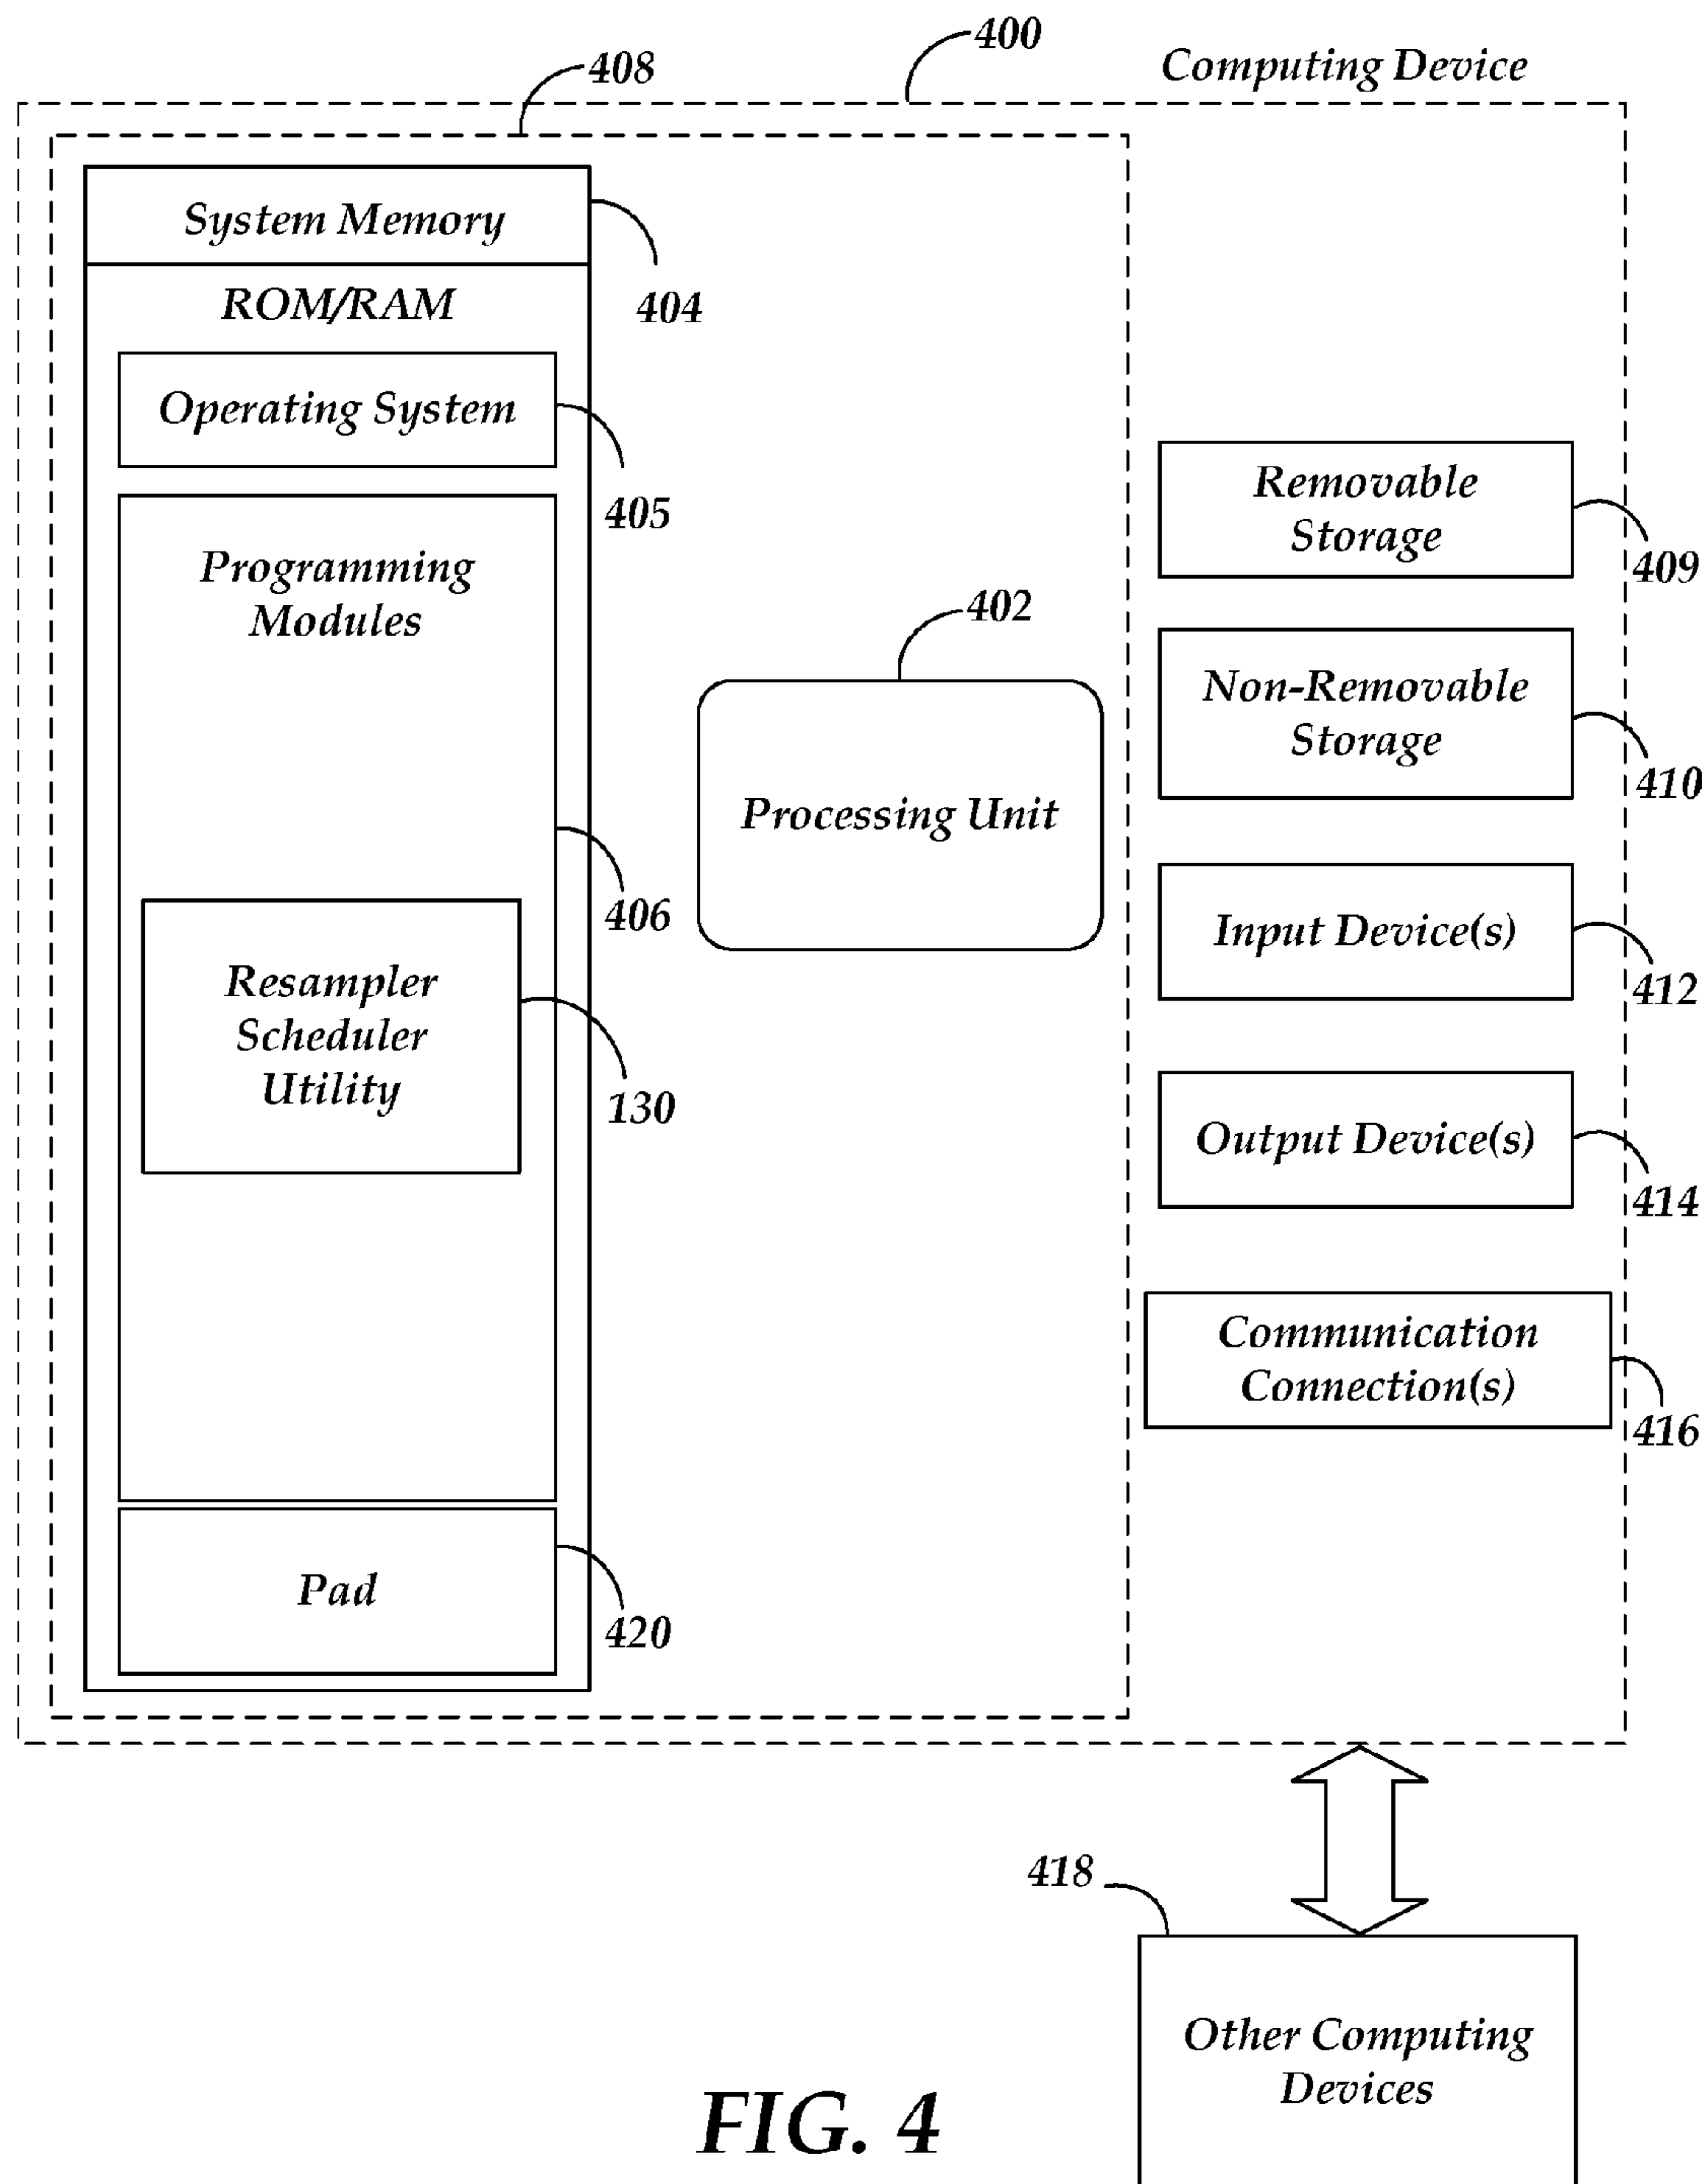 400
Computing Device
408
System Memory
404
ROM/RAM
Operating System
405
Programming
Modules
406
Resampler
Scheduler
Utility
130
Pad
420
402
Processing Unit
Removable
Storage
409
Non-Removable
Storage
410
Input Device(s)
412
Output Device(s)
414
Communication
Connection(s)
416
418
Other Computing
Devices
FIG. 4